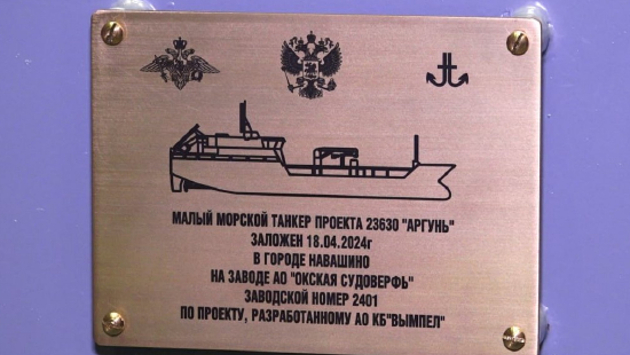 МАЛЫЙ МОРСКОЙ ТАНКЕР ПРОЕКТА 23630 "АРГУНЬ"
ЗАЛОЖЕН 18.04.2024г
В ГОРОДЕ НАВАШИНО
НА ЗАВОДЕ АО "ОКСКАЯ СУДОВЕРФЬ"
ЗАВОДСКОЙ НОМЕР 2401
ПО ПРОЕКТУ, РАЗРАБОТАННОМУ АО КБ"ВЫМПЕЛ"